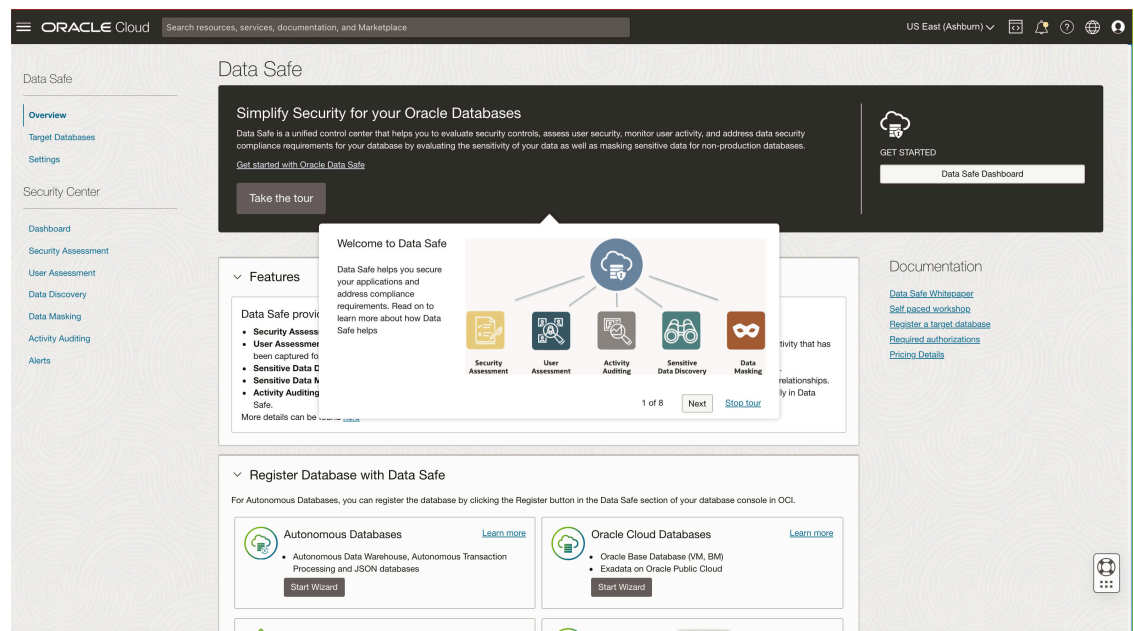 ORACLE Cloud
Search resources, services, documentation, and Marketplace
US East (Ashburn)
Data Safe
Overview
Target Databases
Settings
Security Center
Dashboard
Security Assessment
User Assessment
Data Discovery
Data Masking
Activity Auditing
Alerts
Data Safe
Simplify Security for your Oracle Databases
Data Safe is a unified control center that helps you to evaluate security controls, assess user security, monitor user activity, and address data security
compliance requirements for your database by evaluating the sensitivity of your data as well as masking sensitive data for non-production databases.
Get started with Oracle Data Safe
Take the tour
GET STARTED
Data Safe Dashboard
Welcome to Data Safe
Data Safe helps you secure
your applications and
address compliance
requirements. Read on to
learn more about how Data
Safe helps
Security
Assessment
User
Assessment
Activity
Auditing
Sensitive
Data Discovery
Data
Masking
1 of 8
Next
Stop tour
Features
Data Safe
Security
User
tivity that has
been captured
Sensitive Data
Sensitive Data
relationships.
Activity Auditing
in Data
Safe.
More details can be
Documentation
Data Safe Whitepaper
Self paced workshop
Register a target database
Required authorizations
Pricing Details
Register Database with Data Safe
For Autonomous Databases, you can register the database by clicking the Register button in the Data Safe section of your database console in OCI.
Autonomous Databases
Learn more
Autonomous Data Warehouse, Autonomous Transaction
Processing and JSON databases
Start Wizard
Oracle Cloud Databases
Learn more
Oracle Base Database (VM, BM)
Exadata on Oracle Public Cloud
Start Wizard